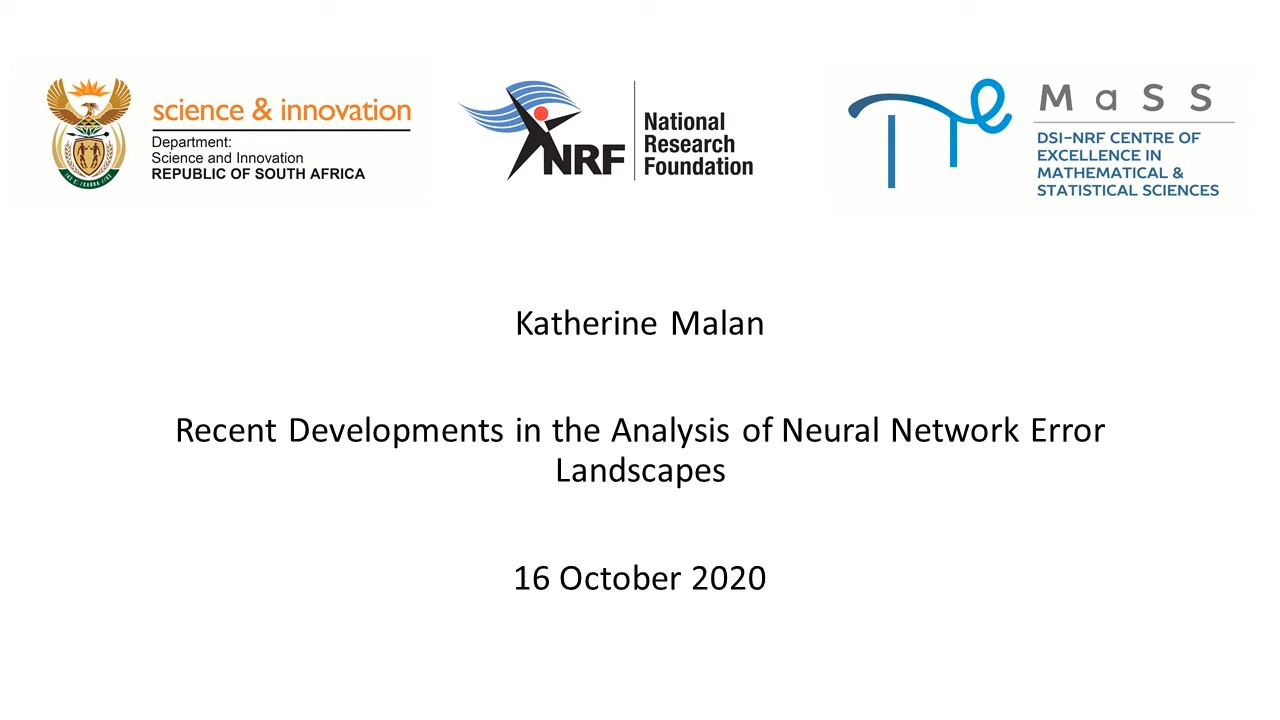 science & innovation
Department:
Science and Innovation
REPUBLIC OF SOUTH AFRICA
NRF
National
Research
Foundation
MaSS
DSI-NRF CENTRE OF
EXCELLENCE IN
MATHEMATICAL &
STATISTICAL SCIENCES
Katherine Malan
Recent Developments in the Analysis of Neural Network Error
Landscapes
16 October 2020